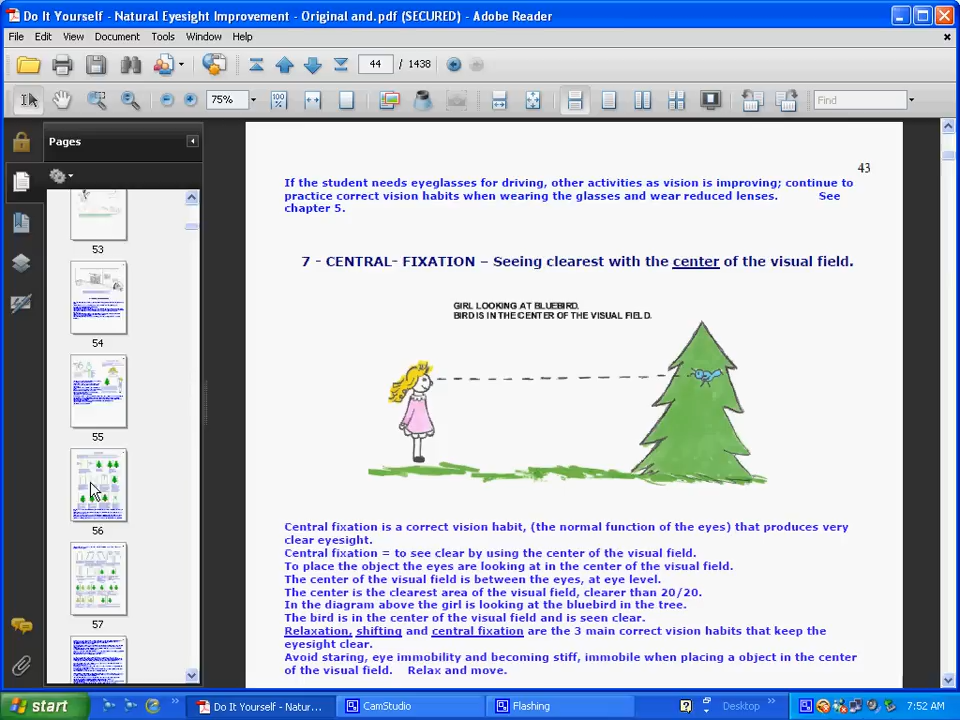 Do It Yourself - Natural Eyesight Improvement - Original and.pdf (SECURED) - Adobe Reader
File Edit View Document Tools Window Help
44 / 1438
75% Find
Pages
53
54
55
56
57
43
If the student needs eyeglasses for driving, other activities as vision is improving; continue to
practice correct vision habits when wearing the glasses and wear reduced lenses. See
chapter 5.
7 - CENTRAL- FIXATION – Seeing clearest with the center of the visual field.
GIRL LOOKING AT BLUEBIRD.
BIRD IS IN THE CENTER OF THE VISUAL FIELD.
Central fixation is a correct vision habit, (the normal function of the eyes) that produces very
clear eyesight.
Central fixation = to see clear by using the center of the visual field.
To place the object the eyes are looking at in the center of the visual field.
The center of the visual field is between the eyes, at eye level.
The center is the clearest area of the visual field, clearer than 20/20.
In the diagram above the girl is looking at the bluebird in the tree.
The bird is in the center of the visual field and is seen clear.
Relaxation, shifting and central fixation are the 3 main correct vision habits that keep the
eyesight clear.
Avoid staring, eye immobility and becoming stiff, immobile when placing a object in the center
of the visual field. Relax and move.
start
Do It Yourself - Natur...
CamStudio
Flashing
Desktop
7:52 AM